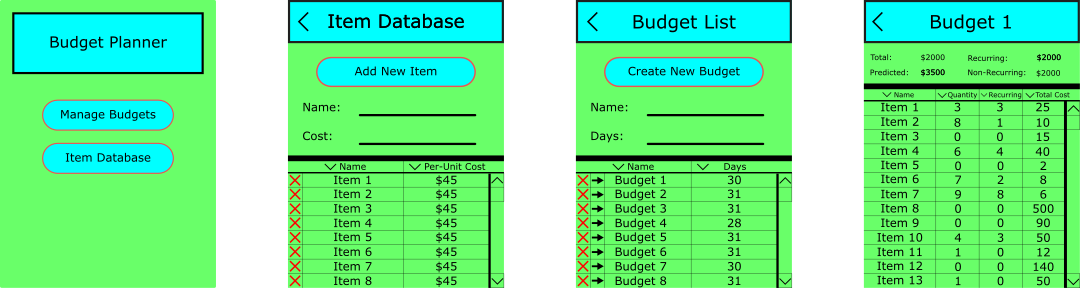 Budget Planner
Manage Budgets
Item Database
Item Database
Add New Item
Name:
Cost:
Name Per-Unit Cost
Item 1 $45
Item 2 $45
Item 3 $45
Item 4 $45
Item 5 $45
Item 6 $45
Item 7 $45
Item 8 $45
Budget List
Create New Budget
Name:
Days:
Name Days
Budget 1 30
Budget 2 31
Budget 3 31
Budget 4 28
Budget 5 31
Budget 6 31
Budget 7 30
Budget 8 31
Budget 1
Total: $2000 Recurring: $2000
Predicted: $3500 Non-Recurring: $2000
Name Quantity Recurring Total Cost
Item 1 3 3 25
Item 2 8 1 10
Item 3 0 0 15
Item 4 6 4 40
Item 5 0 0 2
Item 6 7 2 8
Item 7 9 8 6
Item 8 0 0 500
Item 9 0 0 90
Item 10 4 3 50
Item 11 1 0 12
Item 12 0 0 140
Item 13 1 0 50